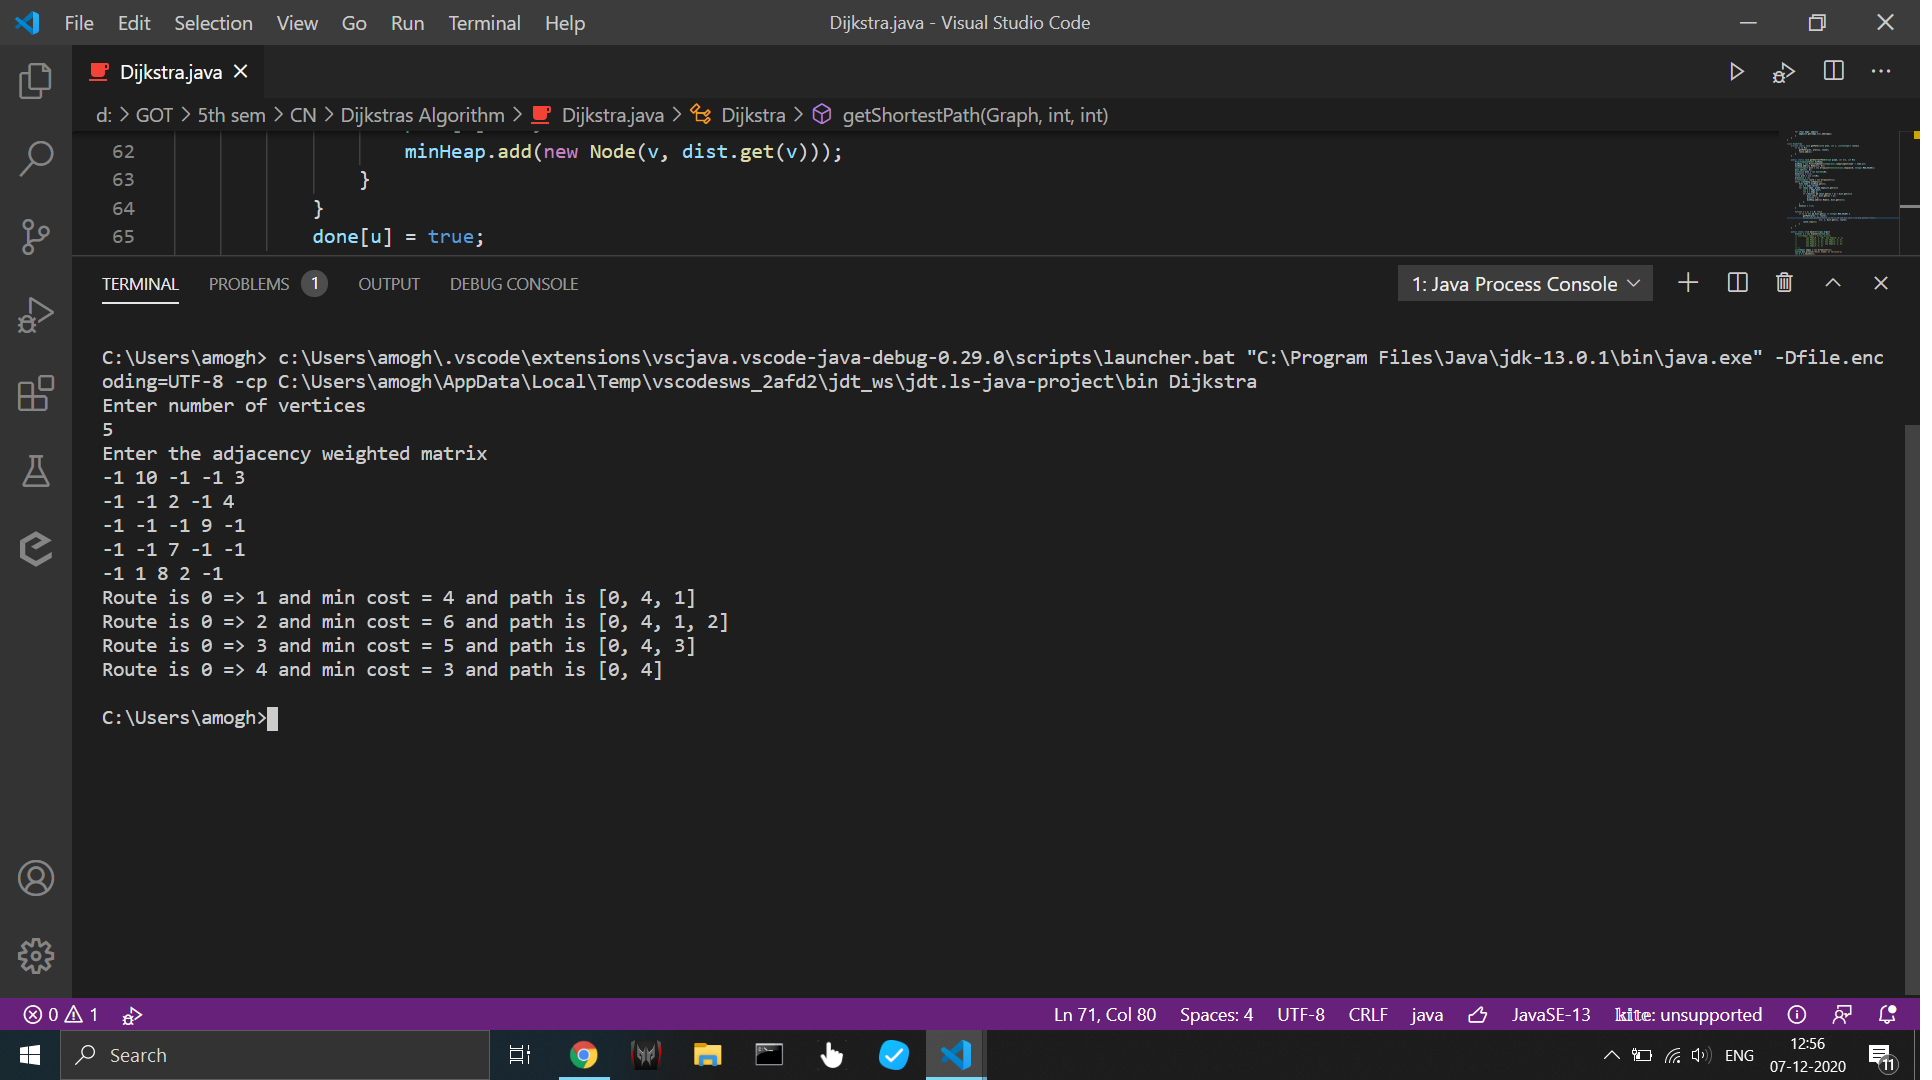 File Edit Selection View Go Run Terminal Help Dijkstra.java - Visual Studio Code
Dijkstra.java
d: > GOT > 5th sem > CN > Dijkstras Algorithm > Dijkstra.java > Dijkstra > getShortestPath(Graph, int, int)
62 minHeap.add(new Node(v, dist.get(v)));
63 }
64 }
65 done[u] = true;
TERMINAL PROBLEMS 1 OUTPUT DEBUG CONSOLE 1: Java Process Console
C:\Users\amogh> c:\Users\amogh\.vscode\extensions\vscjava.vscode-java-debug-0.29.0\scripts\launcher.bat "C:\Program Files\Java\jdk-13.0.1\bin\java.exe" -Dfile.enc
oding=UTF-8 -cp C:\Users\amogh\AppData\Local\Temp\vscodesws_2afd2\jdt_ws\jdt.ls-java-project\bin Dijkstra
Enter number of vertices
5
Enter the adjacency weighted matrix
-1 10 -1 -1 3
-1 -1 2 -1 4
-1 -1 -1 9 -1
-1 -1 7 -1 -1
-1 1 8 2 -1
Route is 0 => 1 and min cost = 4 and path is [0, 4, 1]
Route is 0 => 2 and min cost = 6 and path is [0, 4, 1, 2]
Route is 0 => 3 and min cost = 5 and path is [0, 4, 3]
Route is 0 => 4 and min cost = 3 and path is [0, 4]
C:\Users\amogh>
0 1 Ln 71, Col 80 Spaces: 4 UTF-8 CRLF java JavaSE-13 kite: unsupported
Search ENG 12:56
07-12-2020 11